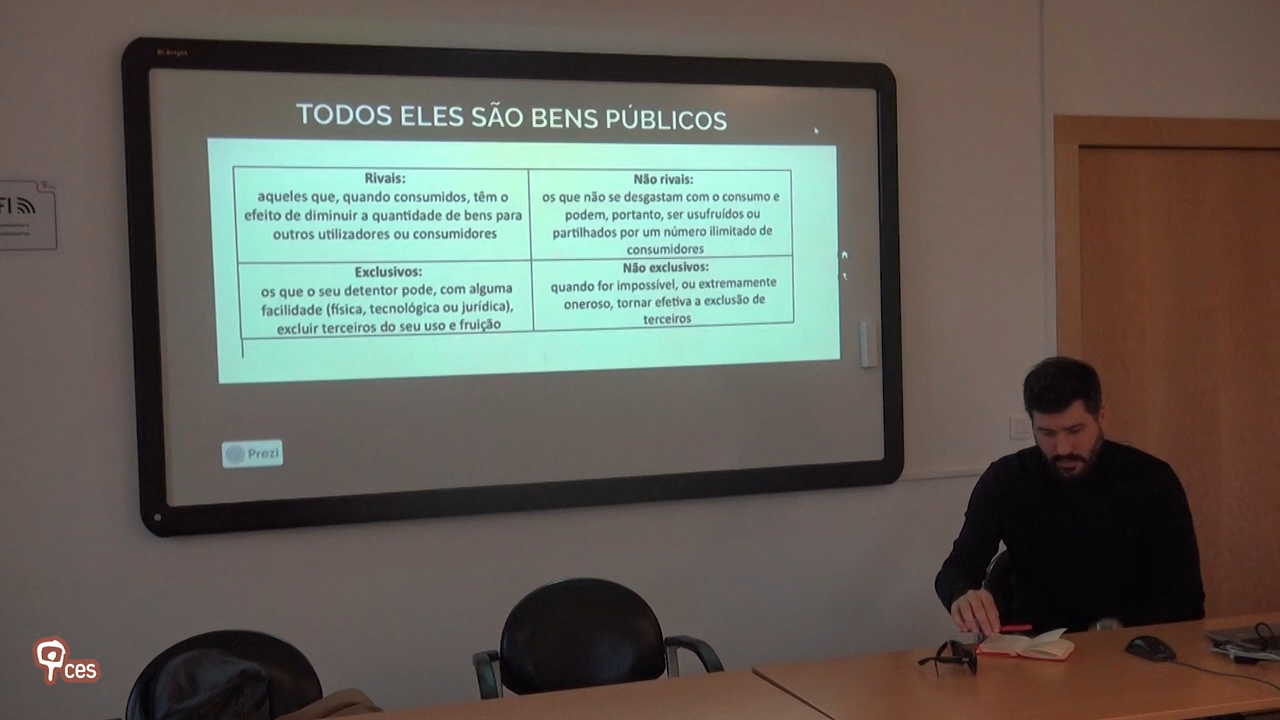 Bi-Bright
TODOS ELES SÃO BENS PÚBLICOS
Rivais:
aqueles que, quando consumidos, têm o
efeito de diminuir a quantidade de bens para
outros utilizadores ou consumidores
Não rivais:
os que não se desgastam com o consumo e
podem, portanto, ser usufruídos ou
partilhados por um número ilimitado de
consumidores
Exclusivos:
os que o seu detentor pode, com alguma
facilidade (física, tecnológica ou jurídica),
excluir terceiros do seu uso e fruição
Não exclusivos:
quando for impossível, ou extremamente
oneroso, tornar efetiva a exclusão de
terceiros
Prezi
FI
ces